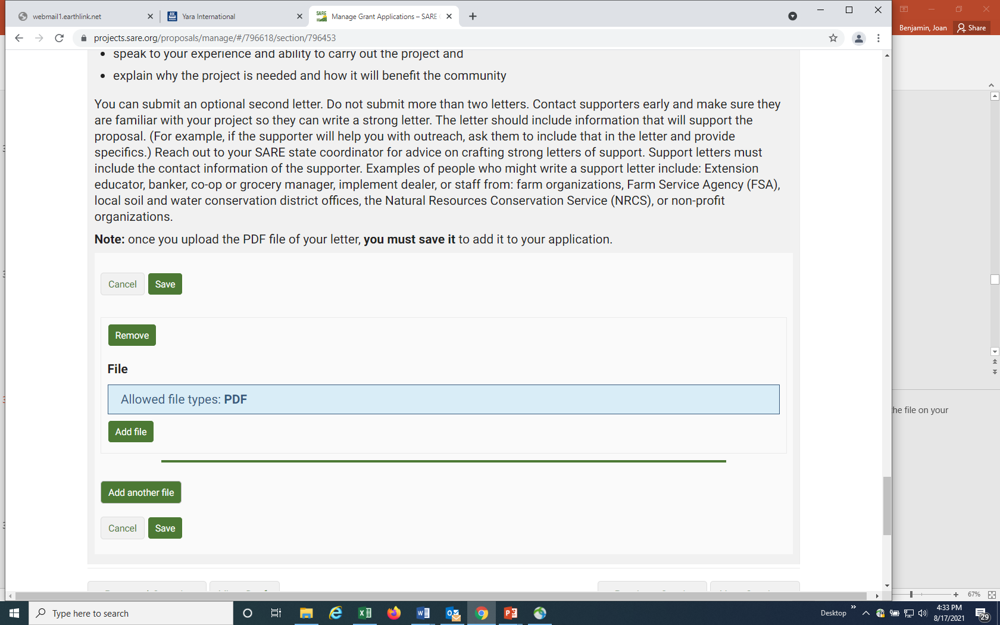 webmail1.earthlink.net
Yara International
SARE
Manage Grant Applications – SARE
Benjamin, Joan
Share
projects.sare.org/proposals/manage/#/796618/section/796453
speak to your experience and ability to carry out the project and
explain why the project is needed and how it will benefit the community
You can submit an optional second letter. Do not submit more than two letters. Contact supporters early and make sure they
are familiar with your project so they can write a strong letter. The letter should include information that will support the
proposal. (For example, if the supporter will help you with outreach, ask them to include that in the letter and provide
specifics.) Reach out to your SARE state coordinator for advice on crafting strong letters of support. Support letters must
include the contact information of the supporter. Examples of people who might write a support letter include: Extension
educator, banker, co-op or grocery manager, implement dealer, or staff from: farm organizations, Farm Service Agency (FSA),
local soil and water conservation district offices, the Natural Resources Conservation Service (NRCS), or non-profit
organizations.
Note: once you upload the PDF file of your letter, you must save it to add it to your application.
Cancel
Save
Remove
File
Allowed file types: PDF
Add file
the file on your
Add another file
Cancel
Save
67%
Type here to search
Desktop
4:33 PM
8/17/2021
29